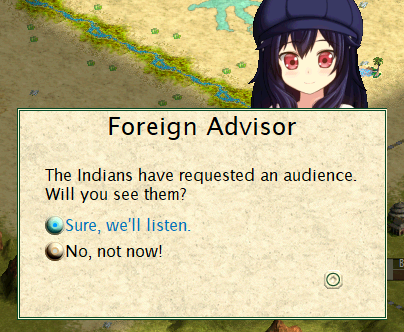 Foreign Advisor
The Indians have requested an audience.
Will you see them?
Sure, we'll listen.
No, not now!
B